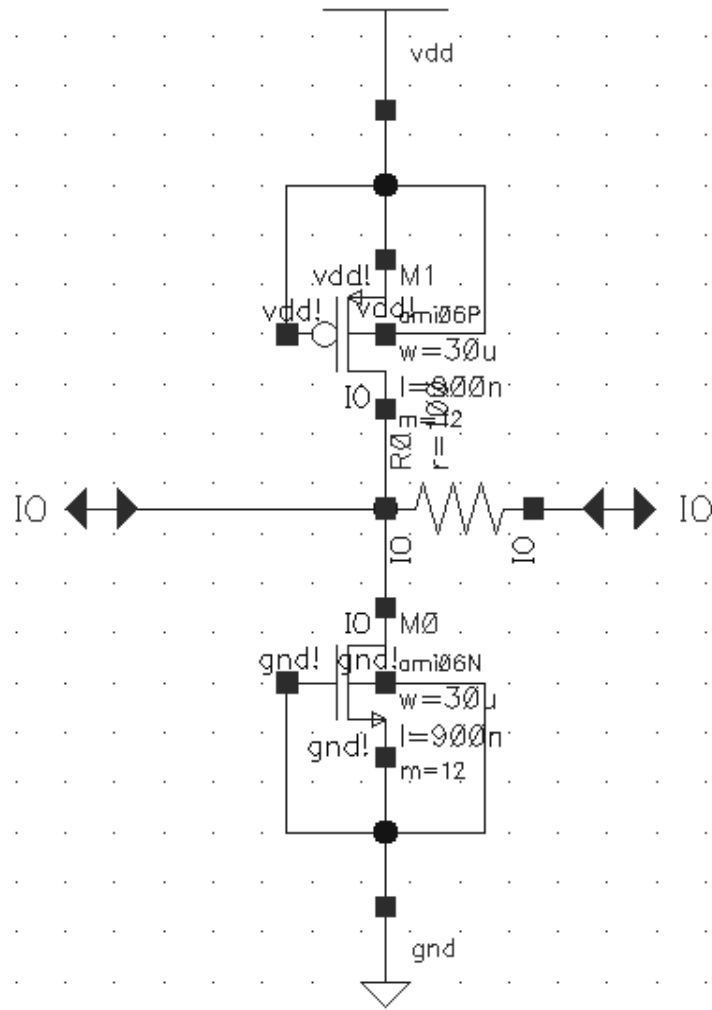 vdd
vdd!
M1
vdd!
vdd!
ami06P
w=30u
IO
m=12
R0
IO
IO
IO
IO
IO
M0
gnd!
gnd!
ami06N
w=30u
gnd!
l=900n
m=12
gnd